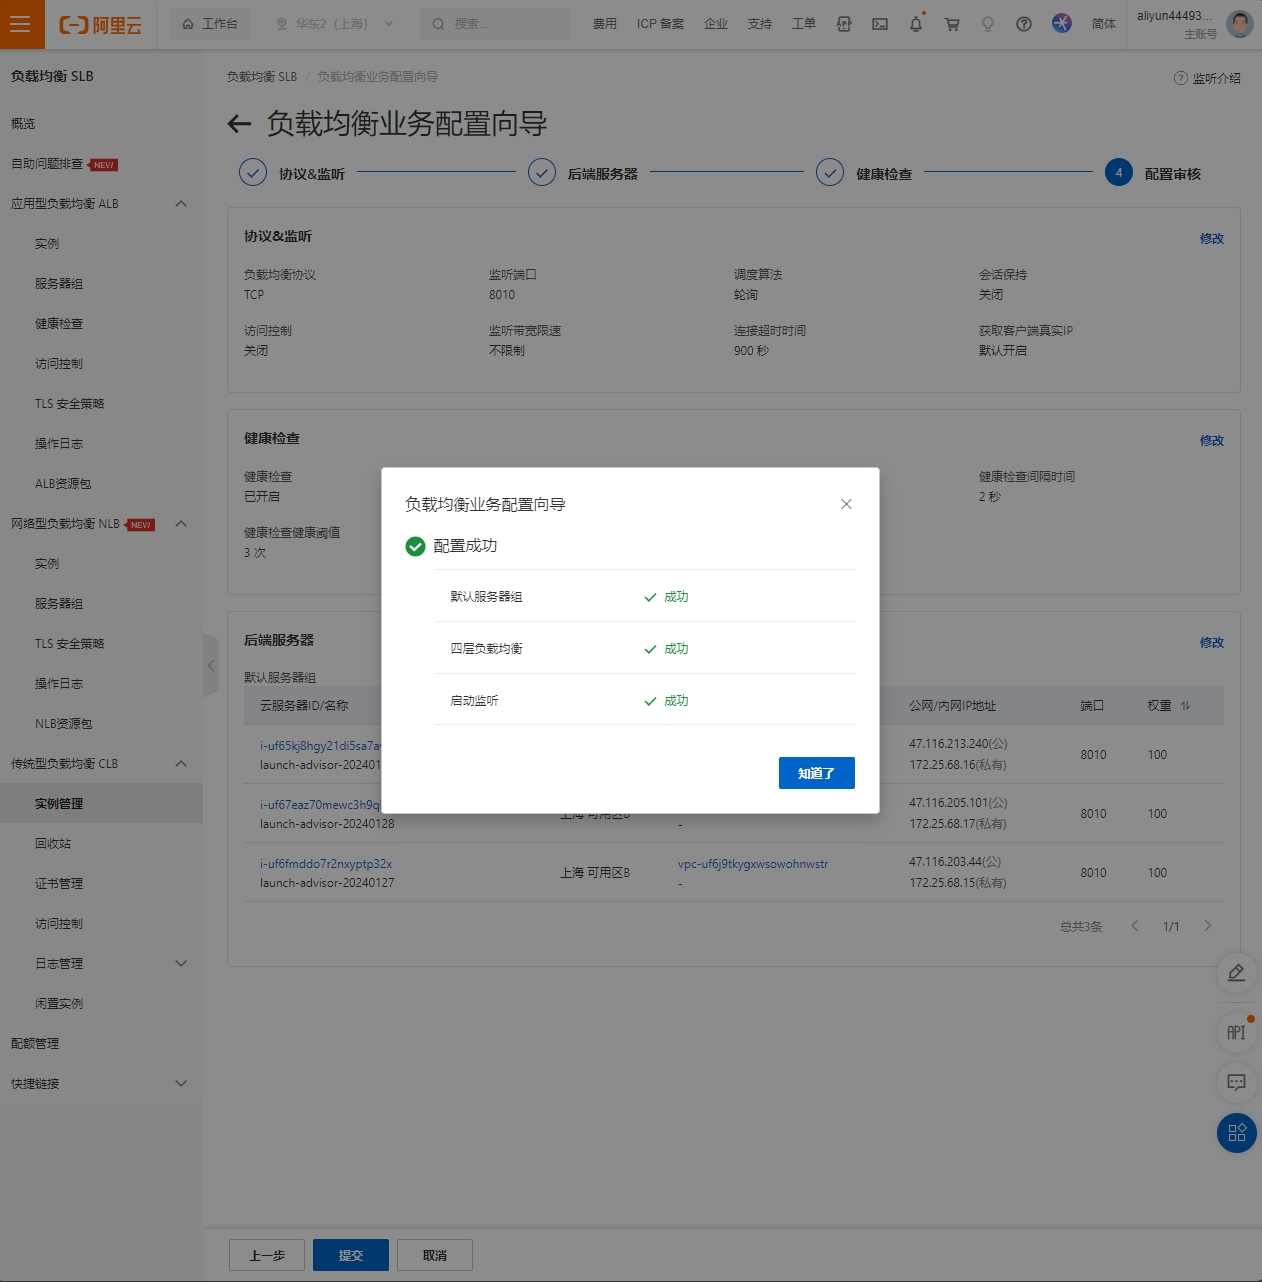 阿里云
工作台
华东2（上海）
搜索...
费用
ICP 备案
企业
支持
工单
简体
aliyun44493...
主账号
负载均衡 SLB
概览
自助问题排查 NEW
应用型负载均衡 ALB
实例
服务器组
健康检查
访问控制
TLS 安全策略
操作日志
ALB资源包
网络型负载均衡 NLB NEW
实例
服务器组
TLS 安全策略
操作日志
NLB资源包
传统型负载均衡 CLB
实例管理
回收站
证书管理
访问控制
日志管理
闲置实例
配额管理
快捷链接
负载均衡 SLB / 负载均衡业务配置向导
监听介绍
负载均衡业务配置向导
协议&监听
后端服务器
健康检查
4 配置审核
协议&监听
修改
负载均衡协议 监听端口 调度算法 会话保持
TCP 8010 轮询 关闭
访问控制 监听带宽限速 连接超时时间 获取客户端真实IP
关闭 不限制 900 秒 默认开启
健康检查
修改
健康检查 健康检查间隔时间
已开启 2 秒
健康检查健康阈值
3 次
后端服务器
修改
默认服务器组
云服务器ID/名称 公网/内网IP地址 端口 权重
i-uf65kj8hgy21di5sa7a 47.116.213.240(公)
launch-advisor-202401 172.25.68.16(私有) 8010 100
i-uf67eaz70mewc3h9q 47.116.205.101(公)
launch-advisor-20240128 上海 可用区B - 172.25.68.17(私有) 8010 100
i-uf6fmddo7r2nxyptp32x vpc-uf6j9tkygxwsowohnwstr 47.116.203.44(公)
launch-advisor-20240127 上海 可用区B - 172.25.68.15(私有) 8010 100
总共3条 1/1
负载均衡业务配置向导
配置成功
默认服务器组 成功
四层负载均衡 成功
启动监听 成功
知道了
API
上一步
提交
取消